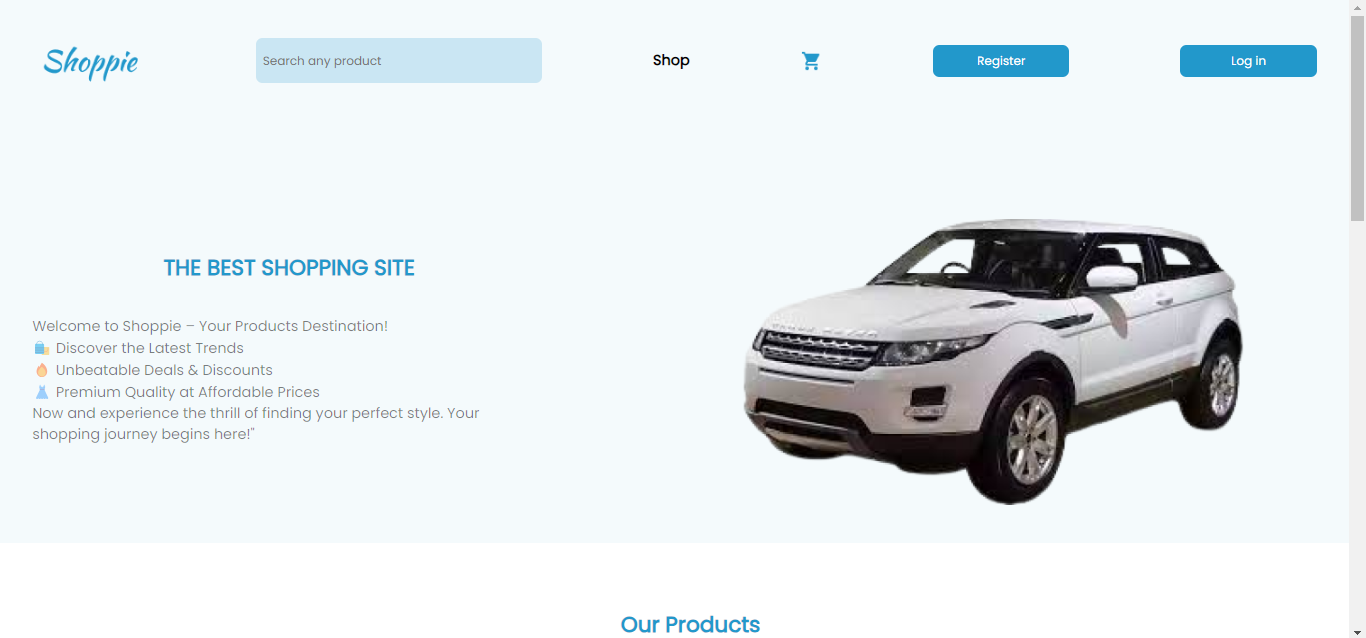 Shoppie
Search any product
Shop
Register
Log in
THE BEST SHOPPING SITE
Welcome to Shoppie – Your Products Destination!
🛍️ Discover the Latest Trends
🔥 Unbeatable Deals & Discounts
👗 Premium Quality at Affordable Prices
Now and experience the thrill of finding your perfect style. Your
shopping journey begins here!"
Our Products